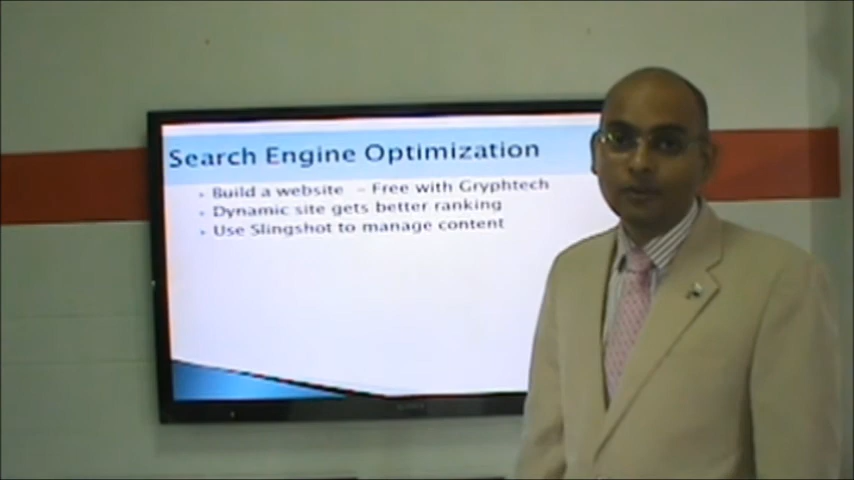 Search Engine Optimization
Build a website – Free with Gryphtech
Dynamic site gets better ranking
Use Slingshot to manage content